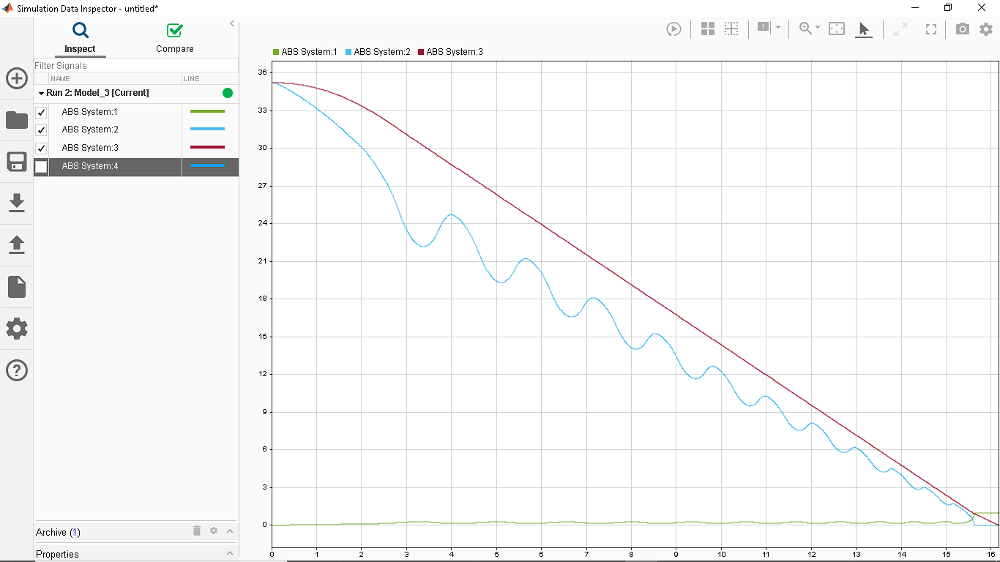 Simulation Data Inspector - untitled*
Inspect
Compare
Filter Signals
NAME
LINE
Run 2: Model_3 [Current]
ABS System:1
ABS System:2
ABS System:3
ABS System:4
Archive (1)
Properties
1
ABS System:1 ABS System:2 ABS System:3
36
33
30
27
24
21
18
15
12
9
6
3
0
0 1 2 3 4 5 6 7 8 9 10 11 12 13 14 15 16